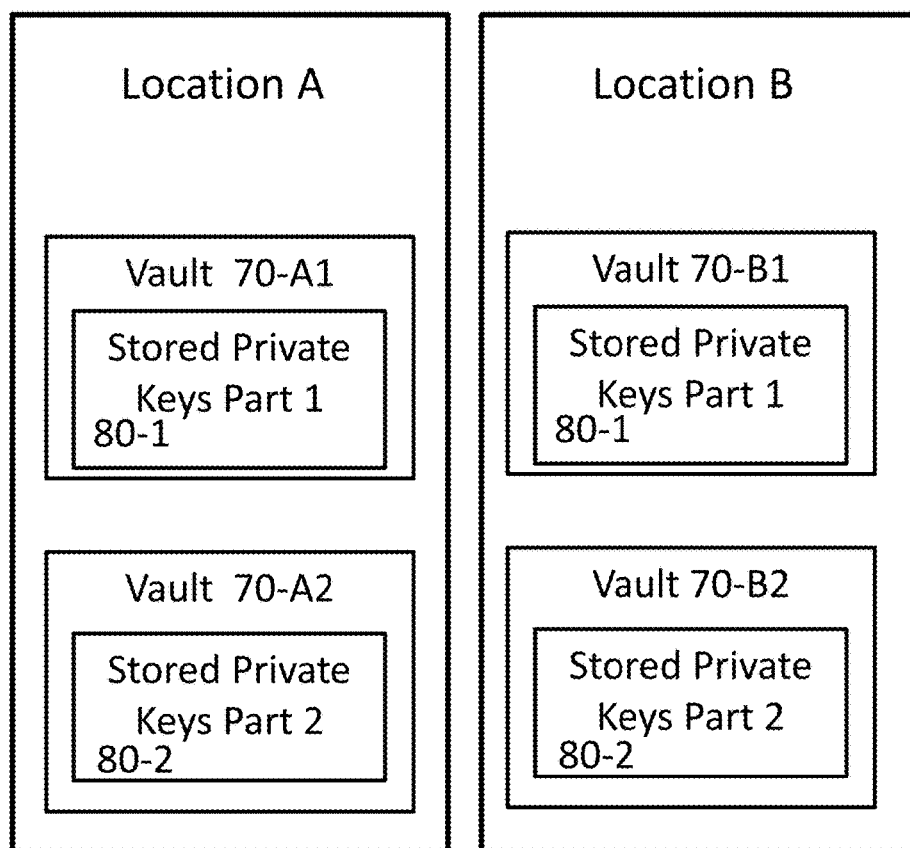 Location A
Vault 70-A1
Stored Private
Keys Part 1
80-1
Vault 70-A2
Stored Private
Keys Part 2
80-2
Location B
Vault 70-B1
Stored Private
Keys Part 1
80-1
Vault 70-B2
Stored Private
Keys Part 2
80-2